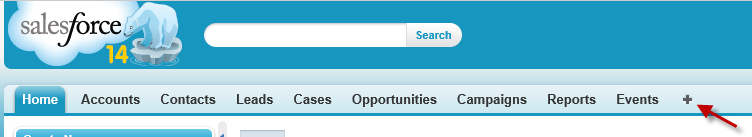 salesforce
14
Search
Home Accounts Contacts Leads Cases Opportunities Campaigns Reports Events +